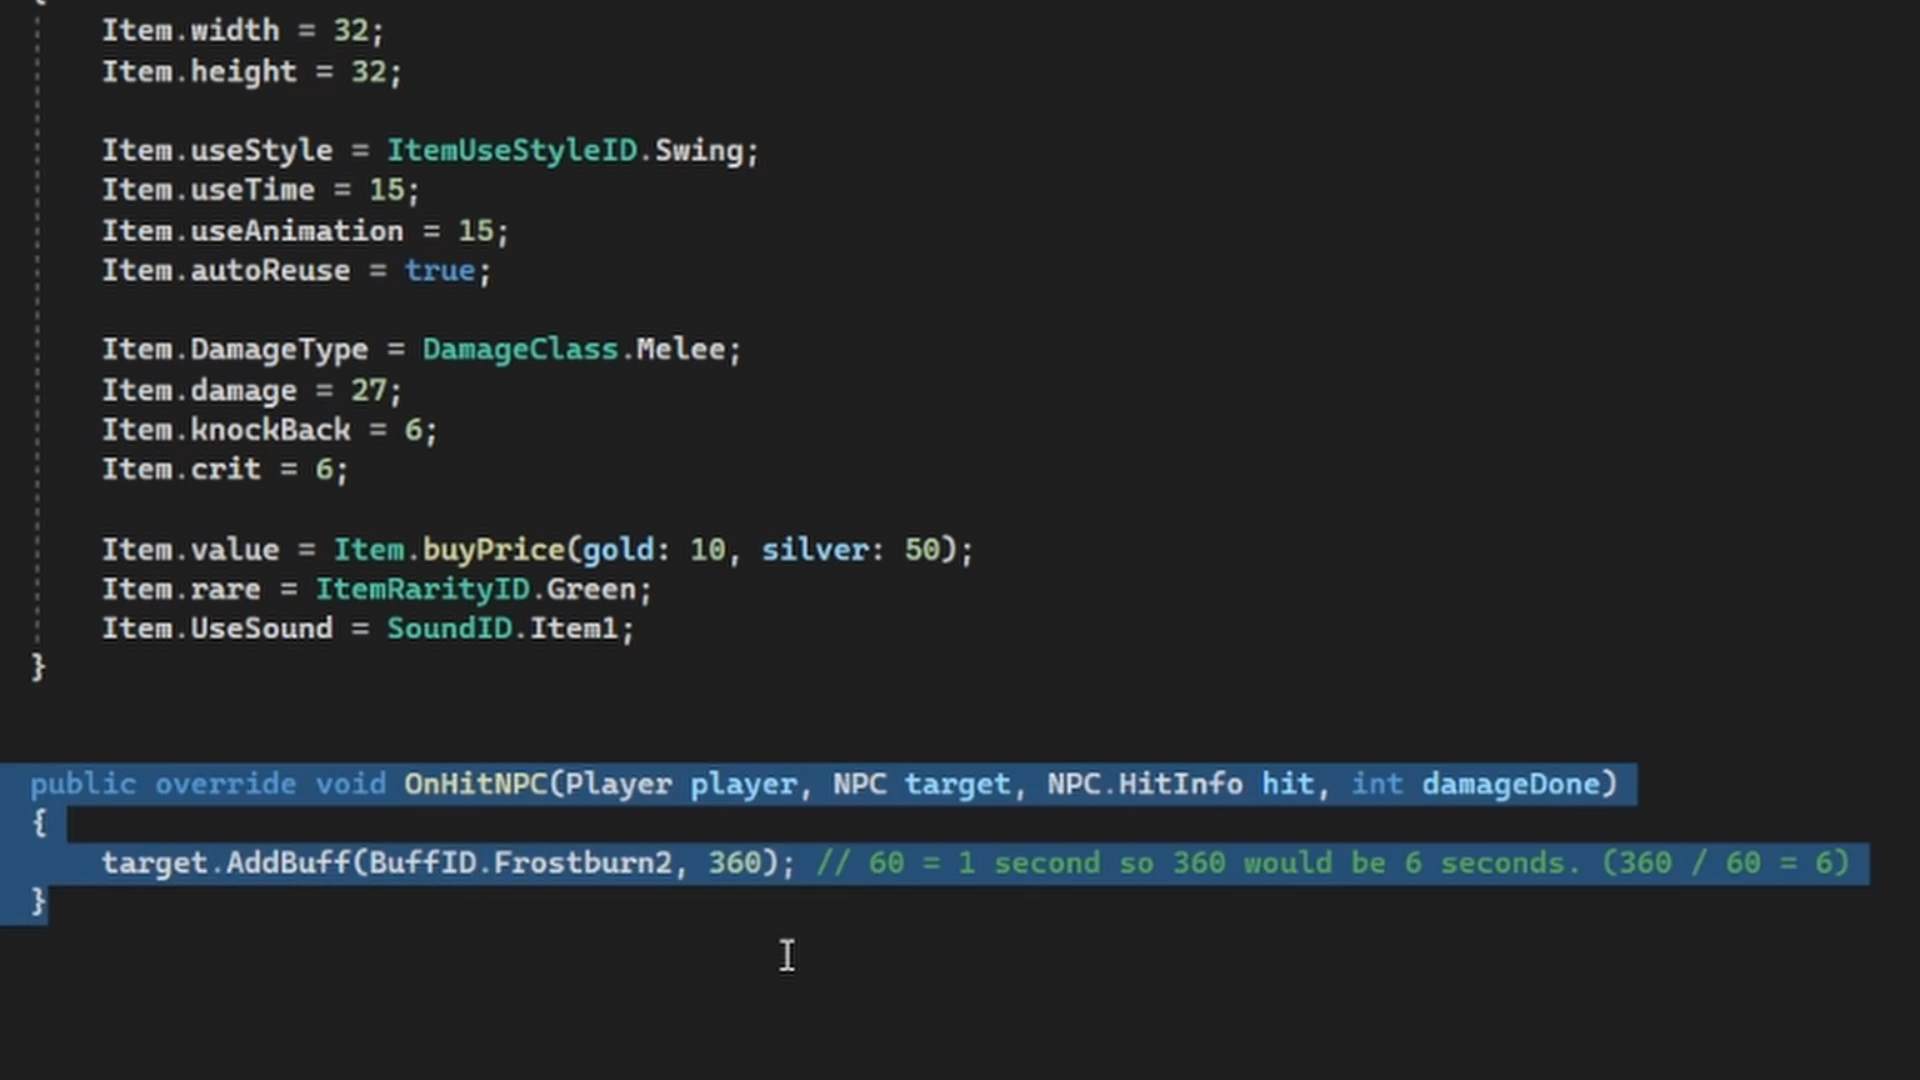 Item.width = 32;
Item.height = 32;
Item.useStyle = ItemUseStyleID.Swing;
Item.useTime = 15;
Item.useAnimation = 15;
Item.autoReuse = true;
Item.DamageType = DamageClass.Melee;
Item.damage = 27;
Item.knockBack = 6;
Item.crit = 6;
Item.value = Item.buyPrice(gold: 10, silver: 50);
Item.rare = ItemRarityID.Green;
Item.UseSound = SoundID.Item1;
}
public override void OnHitNPC(Player player, NPC target, NPC.HitInfo hit, int damageDone)
{
target.AddBuff(BuffID.Frostburn2, 360); // 60 = 1 second so 360 would be 6 seconds. (360 / 60 = 6)
}